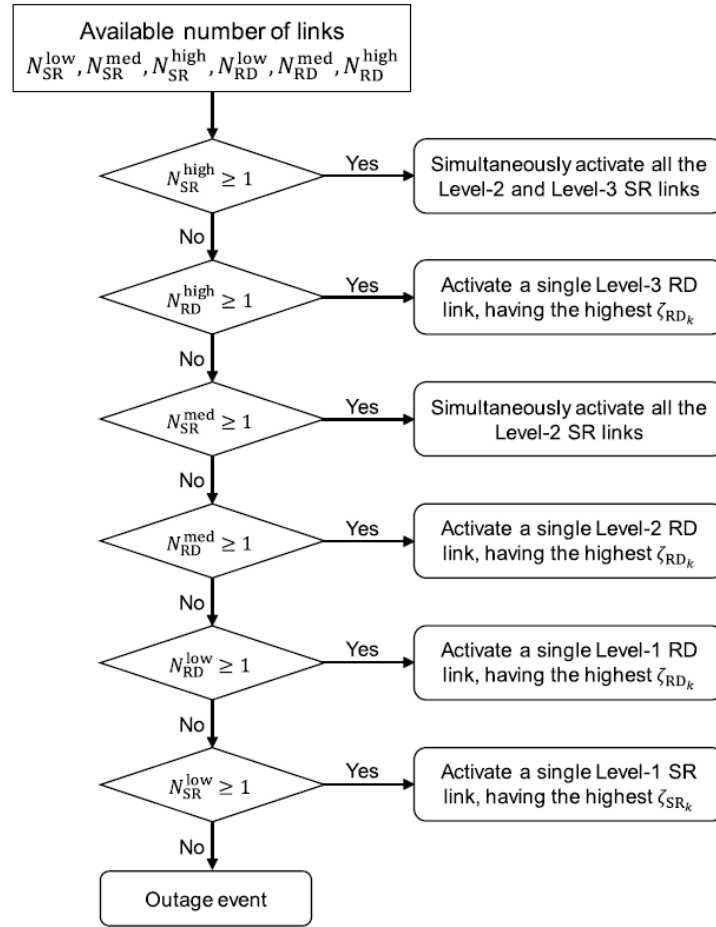 Available number of links
N_SR^low, N_SR^med, N_SR^high, N_RD^low, N_RD^med, N_RD^high
N_SR^high ≥ 1
Yes
Simultaneously activate all the
Level-2 and Level-3 SR links
No
N_RD^high ≥ 1
Yes
Activate a single Level-3 RD
link, having the highest ζ_RD_k
No
N_SR^med ≥ 1
Yes
Simultaneously activate all the
Level-2 SR links
No
N_RD^med ≥ 1
Yes
Activate a single Level-2 RD
link, having the highest ζ_RD_k
No
N_RD^low ≥ 1
Yes
Activate a single Level-1 RD
link, having the highest ζ_RD_k
No
N_SR^low ≥ 1
Yes
Activate a single Level-1 SR
link, having the highest ζ_SR_k
No
Outage event